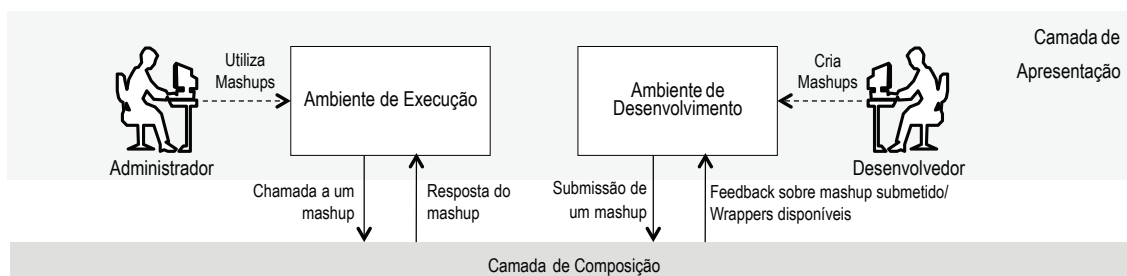 Camada de
Apresentação
Utiliza
Mashups
Ambiente de Execução
Ambiente de
Desenvolvimento
Cria
Mashups
Administrador
Desenvolvedor
Chamada a um
mashup
Resposta do
mashup
Submissão de
um mashup
Feedback sobre mashup submetido/
Wrappers disponíveis
Camada de Composição